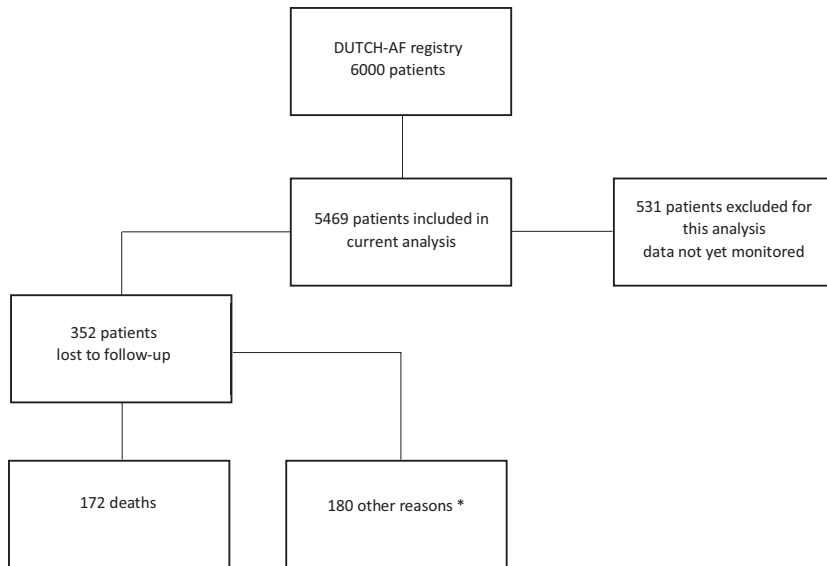 DUTCH-AF registry
6000 patients
5469 patients included in
current analysis
531 patients excluded for
this analysis
data not yet monitored
352 patients
lost to follow-up
172 deaths
180 other reasons *